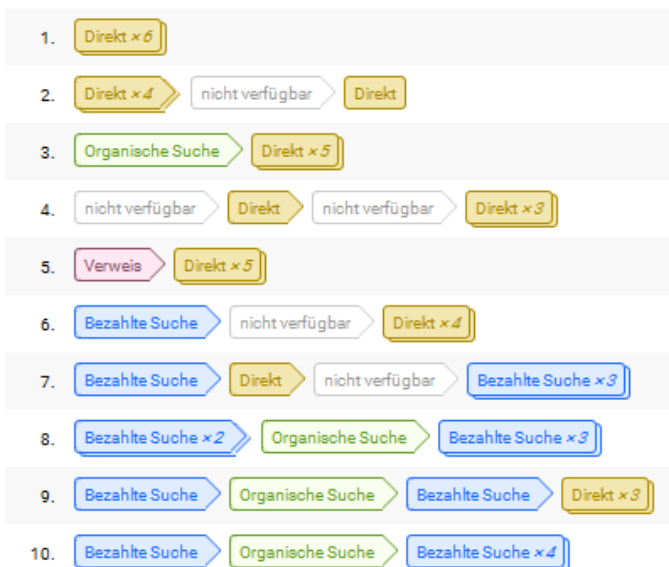 1. Direkt ×6
2. Direkt ×4 nicht verfügbar Direkt
3. Organische Suche Direkt ×5
4. nicht verfügbar Direkt nicht verfügbar Direkt ×3
5. Verweis Direkt ×5
6. Bezahlte Suche nicht verfügbar Direkt ×4
7. Bezahlte Suche Direkt nicht verfügbar Bezahlte Suche ×3
8. Bezahlte Suche ×2 Organische Suche Bezahlte Suche ×3
9. Bezahlte Suche Organische Suche Bezahlte Suche Direkt ×3
10. Bezahlte Suche Organische Suche Bezahlte Suche ×4